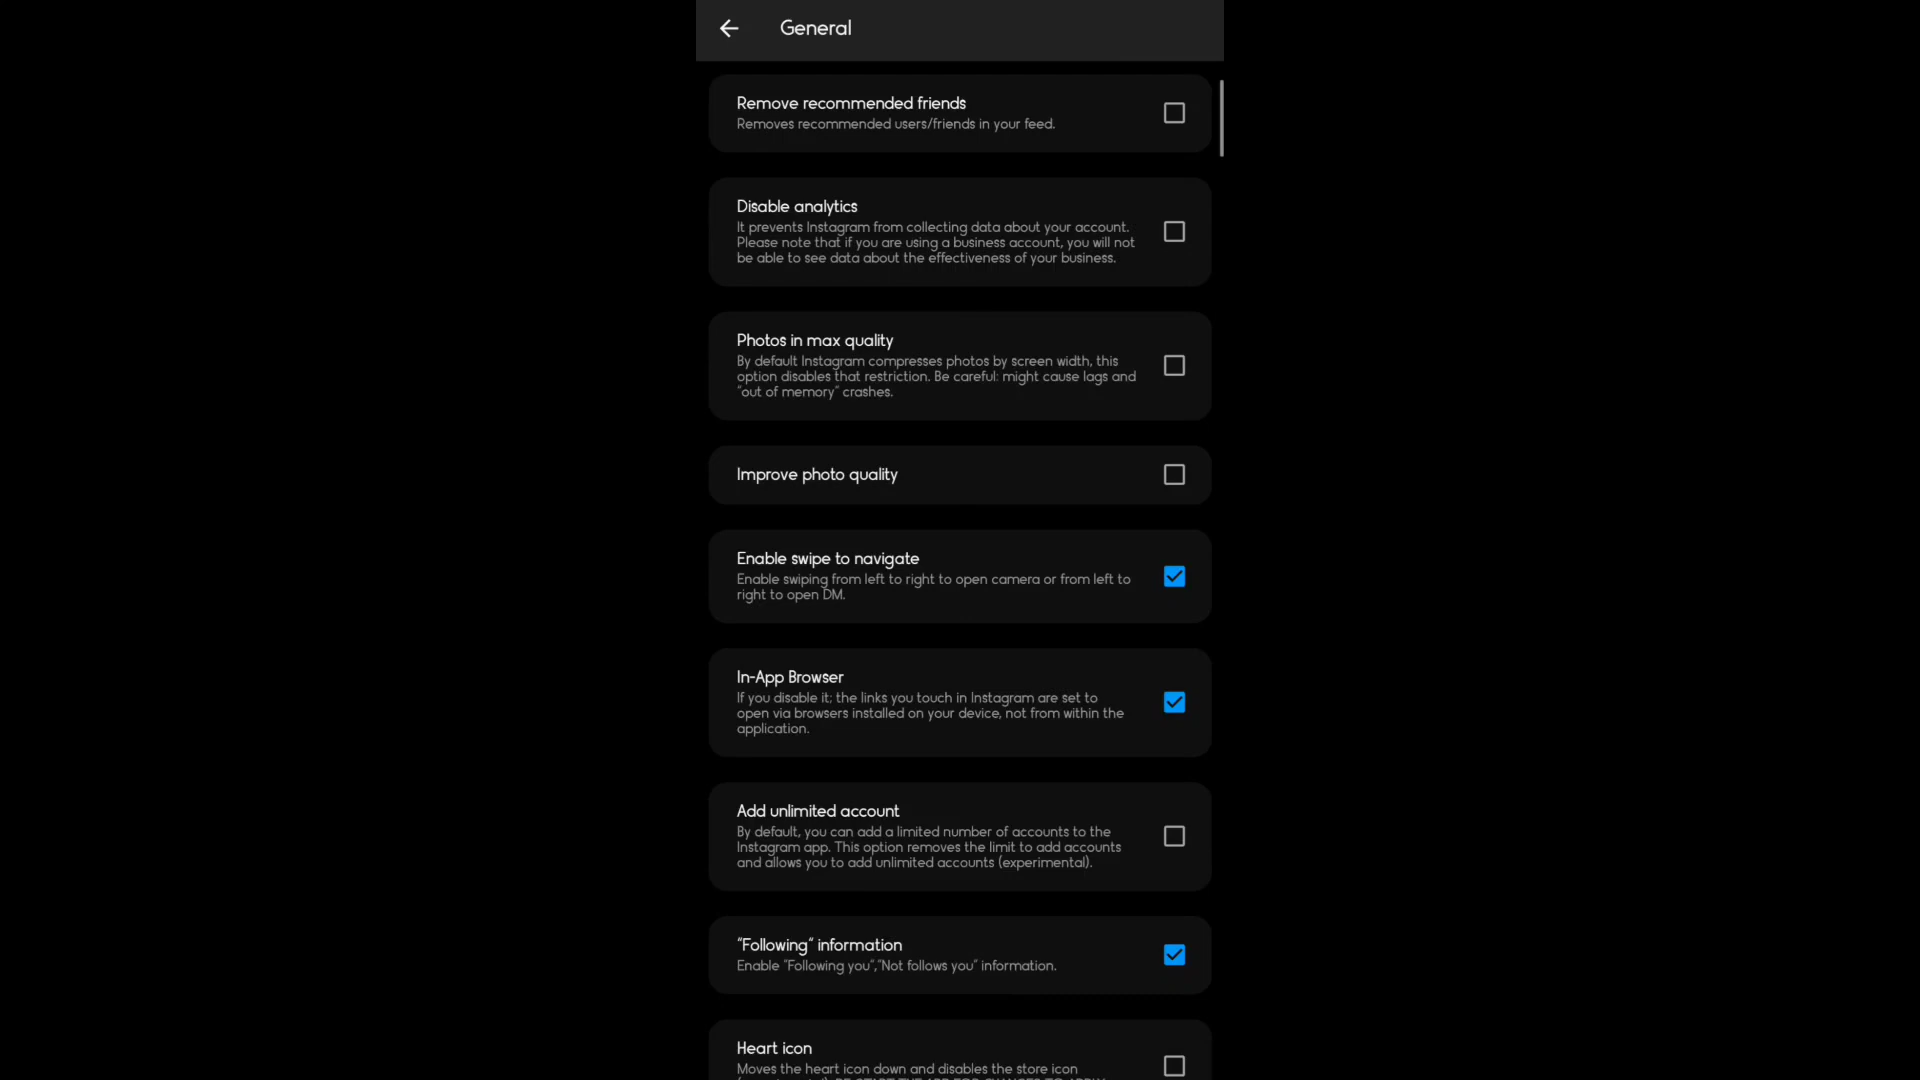 General
Remove recommended friends
Removes recommended users/friends in your feed.
Disable analytics
It prevents Instagram from collecting data about your account.
Please note that if you are using a business account, you will not
be able to see data about the effectiveness of your business.
Photos in max quality
By default Instagram compresses photos by screen width, this
option disables that restriction. Be careful: might cause lags and
"out of memory" crashes.
Improve photo quality
Enable swipe to navigate
Enable swiping from left to right to open camera or from left to
right to open DM.
In-App Browser
If you disable it; the links you touch in Instagram are set to
open via browsers installed on your device, not from within the
application.
Add unlimited account
By default, you can add a limited number of accounts to the
Instagram app. This option removes the limit to add accounts
and allows you to add unlimited accounts (experimental).
"Following" information
Enable "Following you","Not follows you" information.
Heart icon
Moves the heart icon down and disables the store icon